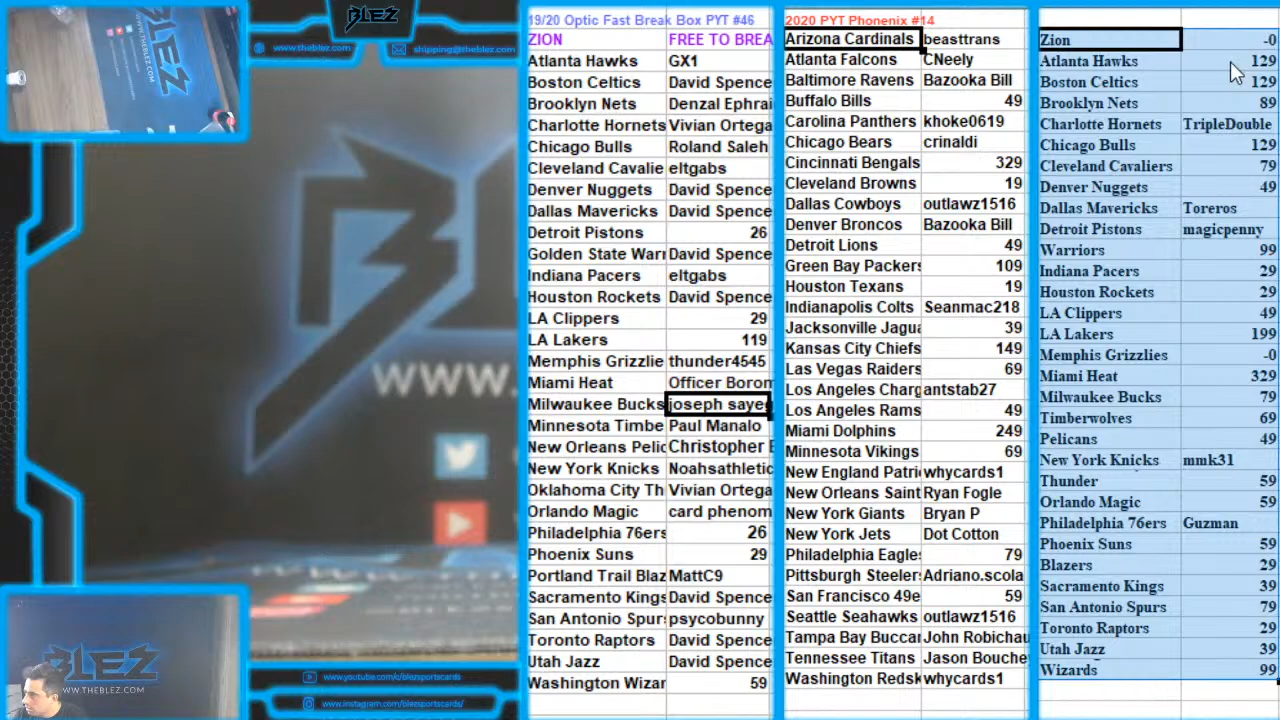 BLEZ
www.theblez.com
shipping@theblez.com
BLEZ
WWW.
www.youtube.com/c/blezsportscards
www.instagram.com/blezsportscards/
BLEZ
WWW.THEBLEZ.COM
19/20 Optic Fast Break Box PYT #46
ZION FREE TO BREA
Atlanta Hawks GX1
Boston Celtics David Spence
Brooklyn Nets Denzal Ephrai
Charlotte Hornets Vivian Ortega
Chicago Bulls Roland Saleh
Cleveland Cavalie eltgabs
Denver Nuggets David Spence
Dallas Mavericks David Spence
Detroit Pistons 26
Golden State Warr David Spence
Indiana Pacers eltgabs
Houston Rockets David Spence
LA Clippers 29
LA Lakers 119
Memphis Grizzlie thunder4545
Miami Heat Officer Borom
Milwaukee Bucks joseph sayeg
Minnesota Timbe Paul Manalo
New Orleans Pelic Christopher E
New York Knicks Noahsathletic
Oklahoma City Th Vivian Ortega
Orlando Magic card phenom
Philadelphia 76ers 26
Phoenix Suns 29
Portland Trail Blaz MattC9
Sacramento Kings David Spence
San Antonio Spur psycobunny
Toronto Raptors David Spence
Utah Jazz David Spence
Washington Wizar 59
2020 PYT Phonenix #14
Arizona Cardinals beasttrans
Atlanta Falcons CNeely
Baltimore Ravens Bazooka Bill
Buffalo Bills 49
Carolina Panthers khoke0619
Chicago Bears crinaldi
Cincinnati Bengals 329
Cleveland Browns 19
Dallas Cowboys outlawz1516
Denver Broncos Bazooka Bill
Detroit Lions 49
Green Bay Packers 109
Houston Texans 19
Indianapolis Colts Seanmac218
Jacksonville Jagua 39
Kansas City Chiefs 149
Las Vegas Raiders 69
Los Angeles Charg antstab27
Los Angeles Rams 49
Miami Dolphins 249
Minnesota Vikings 69
New England Patri whycards1
New Orleans Saint Ryan Fogle
New York Giants Bryan P
New York Jets Dot Cotton
Philadelphia Eagle 79
Pittsburgh Steelers Adriano.scola
San Francisco 49e 59
Seattle Seahawks outlawz1516
Tampa Bay Buccar John Robichau
Tennessee Titans Jason Bouche
Washington Redsk whycards1
Zion -0
Atlanta Hawks 129
Boston Celtics 129
Brooklyn Nets 89
Charlotte Hornets TripleDouble
Chicago Bulls 129
Cleveland Cavaliers 79
Denver Nuggets 49
Dallas Mavericks Toreros
Detroit Pistons magicpenny
Warriors 99
Indiana Pacers 29
Houston Rockets 29
LA Clippers 49
LA Lakers 199
Memphis Grizzlies -0
Miami Heat 329
Milwaukee Bucks 79
Timberwolves 69
Pelicans 49
New York Knicks mmk31
Thunder 59
Orlando Magic 59
Philadelphia 76ers Guzman
Phoenix Suns 59
Blazers 29
Sacramento Kings 39
San Antonio Spurs 79
Toronto Raptors 29
Utah Jazz 39
Wizards 99